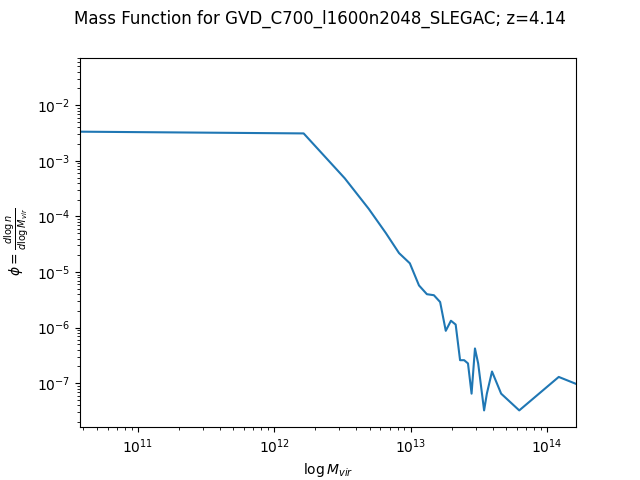 Mass Function for GVD_C700_l1600n2048_SLEGAC; z=4.14
10⁻²
10⁻³
10⁻⁴
10⁻⁵
10⁻⁶
10⁻⁷
ϕ = d log n / d log M_vir
10¹¹ 10¹² 10¹³ 10¹⁴
log M_vir